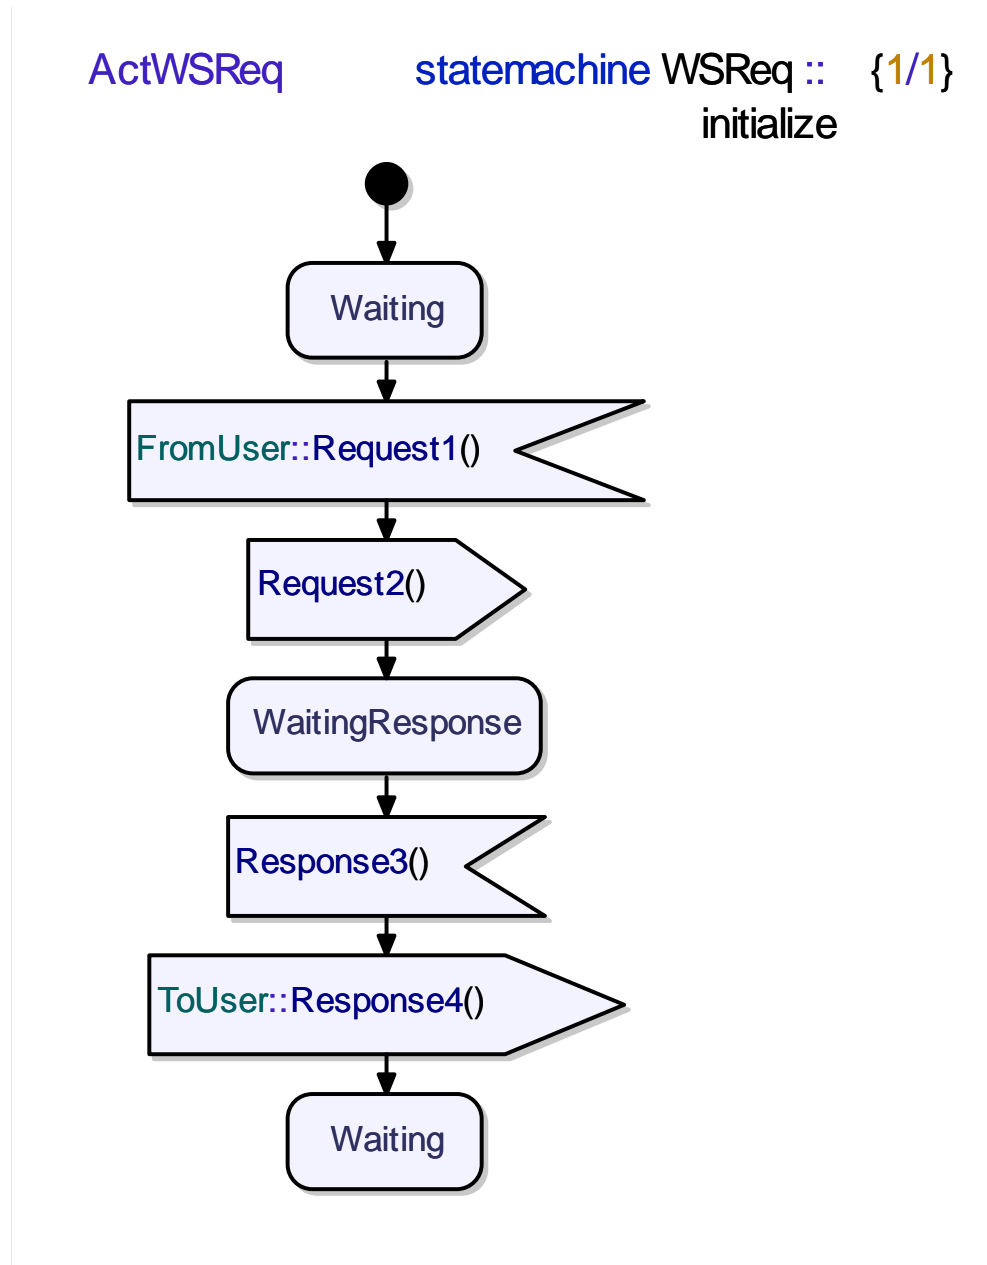 ActWSReq statemachine WSReq :: {1/1}
initialize
Waiting
FromUser::Request1()
Request2()
WaitingResponse
Response3()
ToUser::Response4()
Waiting